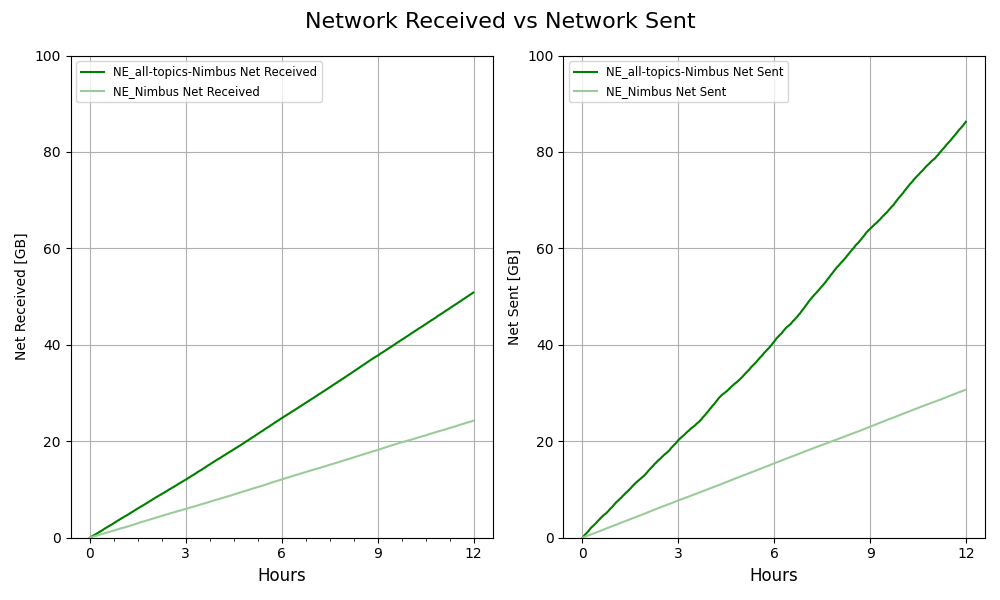 Network Received vs Network Sent
NE_all-topics-Nimbus Net Received
NE_Nimbus Net Received
Net Received [GB]
0
20
40
60
80
100
0 3 6 9 12
Hours
NE_all-topics-Nimbus Net Sent
NE_Nimbus Net Sent
Net Sent [GB]
0
20
40
60
80
100
0 3 6 9 12
Hours